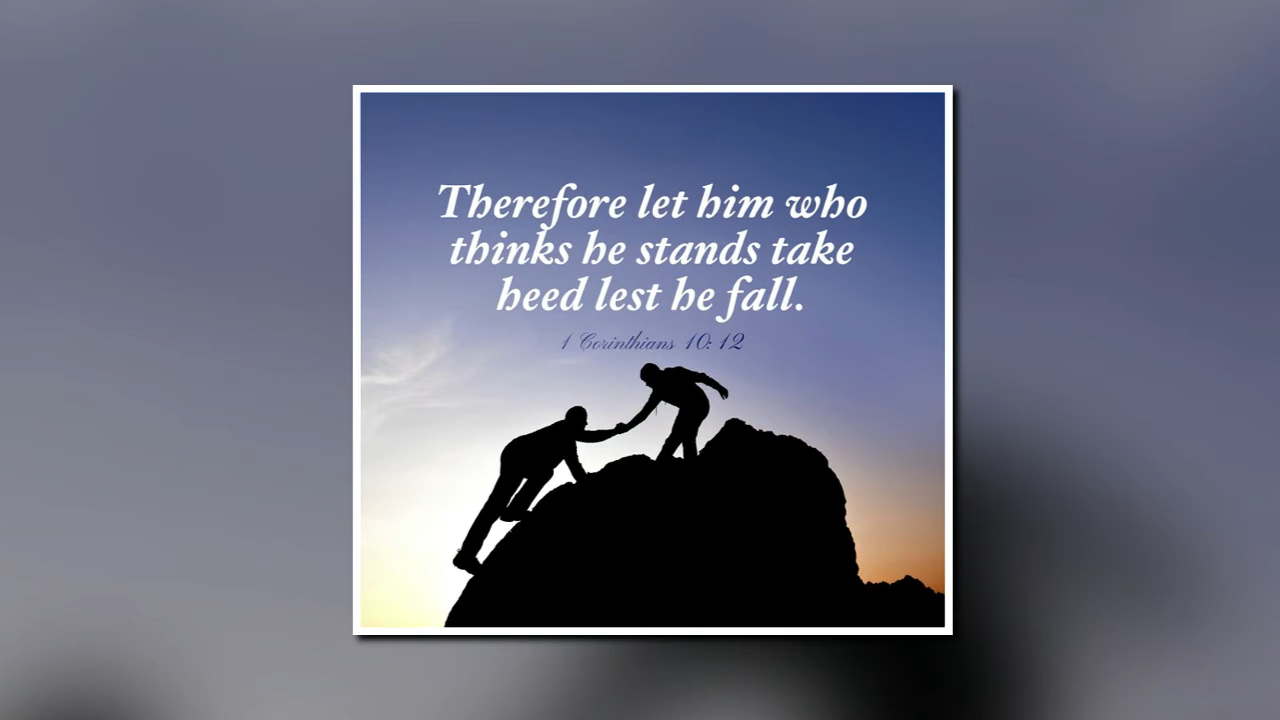 Therefore let him who
thinks he stands take
heed lest he fall.
1 Corinthians 10:12